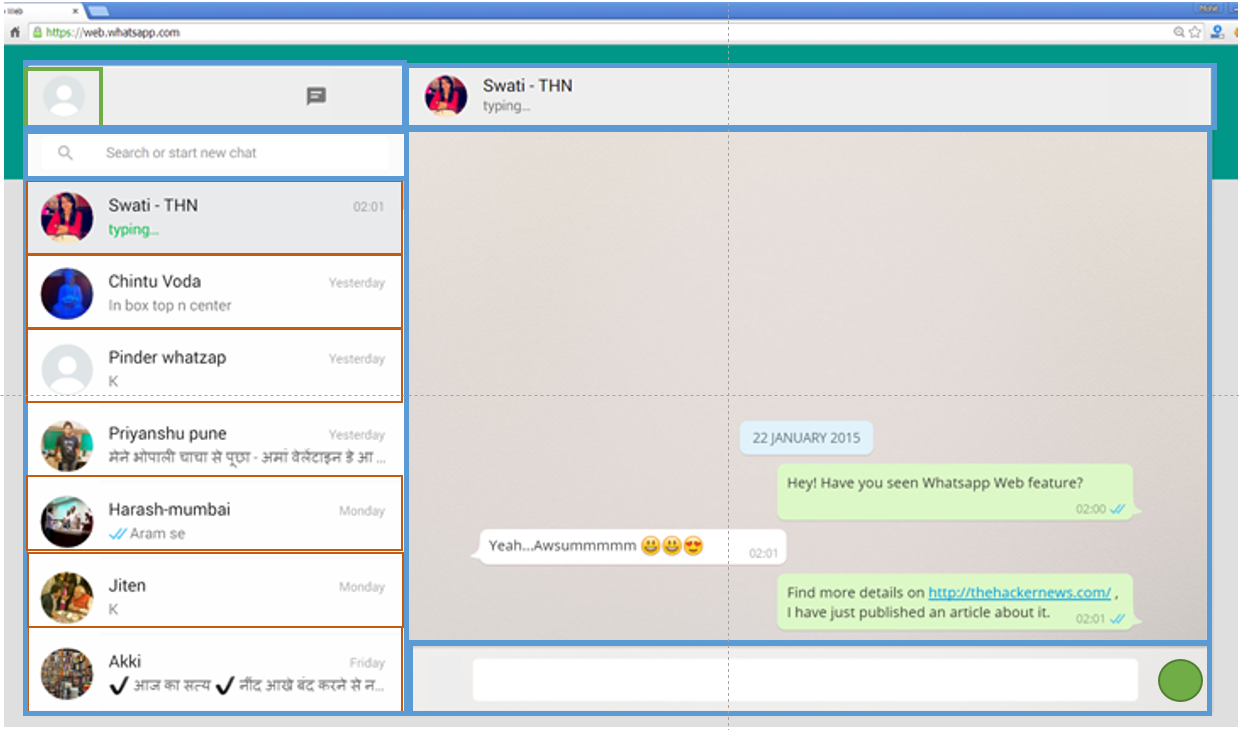 https://web.whatsapp.com
Swati - THN
typing...
Search or start new chat
Swati - THN
02:01
typing...
Chintu Voda
Yesterday
In box top n center
Pinder whatzap
Yesterday
K
Priyanshu pune
Yesterday
मेने भोपाली चाचा से पूछा - अमां वेलेंटाइन डे आ ...
Harash-mumbai
Monday
Aram se
Jiten
Monday
K
Akki
Friday
✔ आज का सत्य ✔ नींद आखे बंद करने से न...
22 JANUARY 2015
Hey! Have you seen Whatsapp Web feature?
02:00
Yeah...Awsummmmm 😃😃😍
02:01
Find more details on http://thehackernews.com/ ,
I have just published an article about it.
02:01